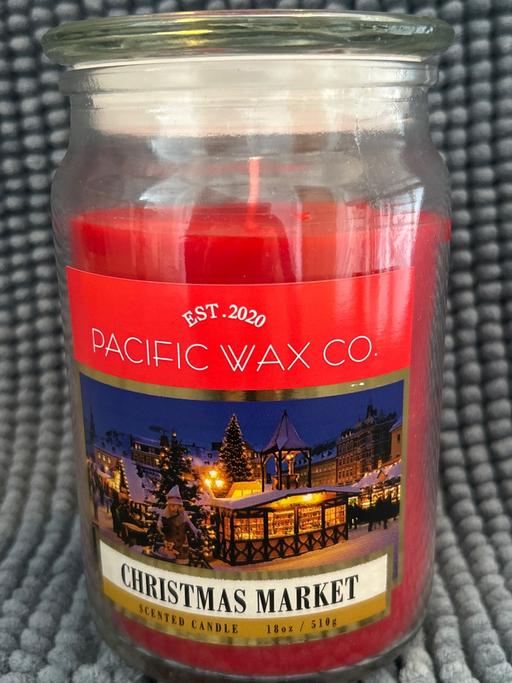 EST. 2020
PACIFIC WAX CO.
CHRISTMAS MARKET
SCENTED CANDLE 18oz / 510g